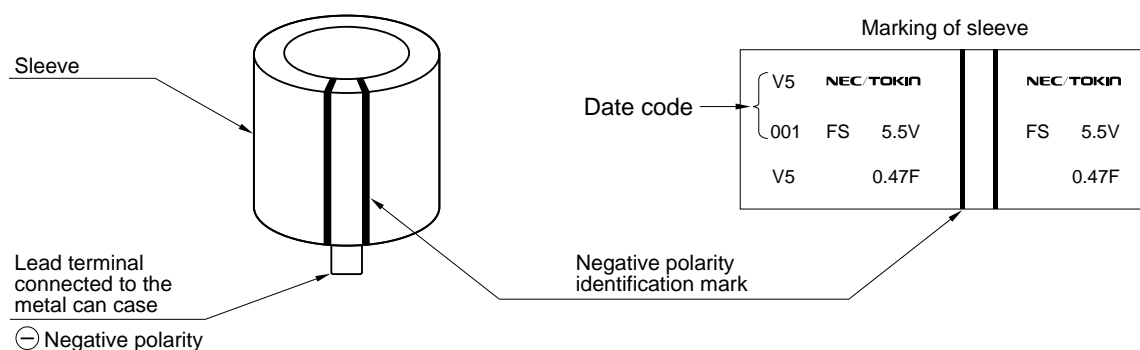 Marking of sleeve
Sleeve
Date code
V5 NEC/TOKIN NEC/TOKIN
001 FS 5.5V FS 5.5V
V5 0.47F 0.47F
Lead terminal
connected to the
metal can case
⊖ Negative polarity
Negative polarity
identification mark